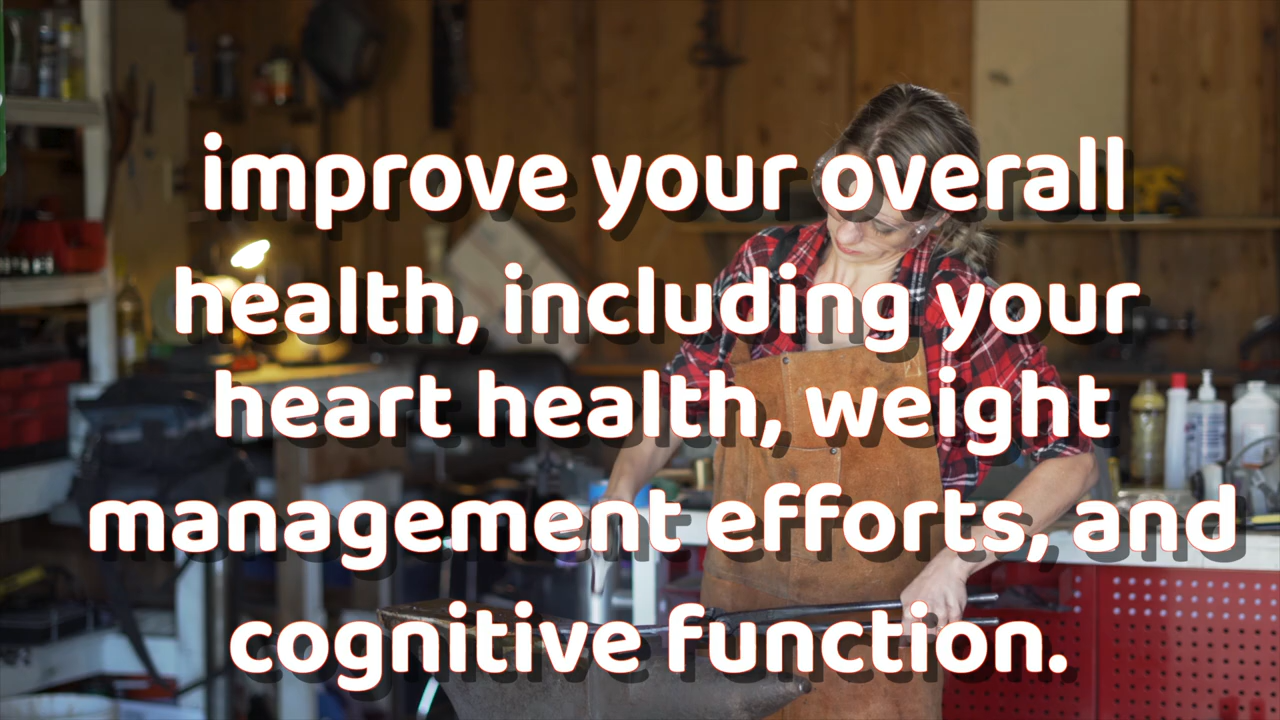 improve your overall
health, including your
heart health, weight
management efforts, and
cognitive function.